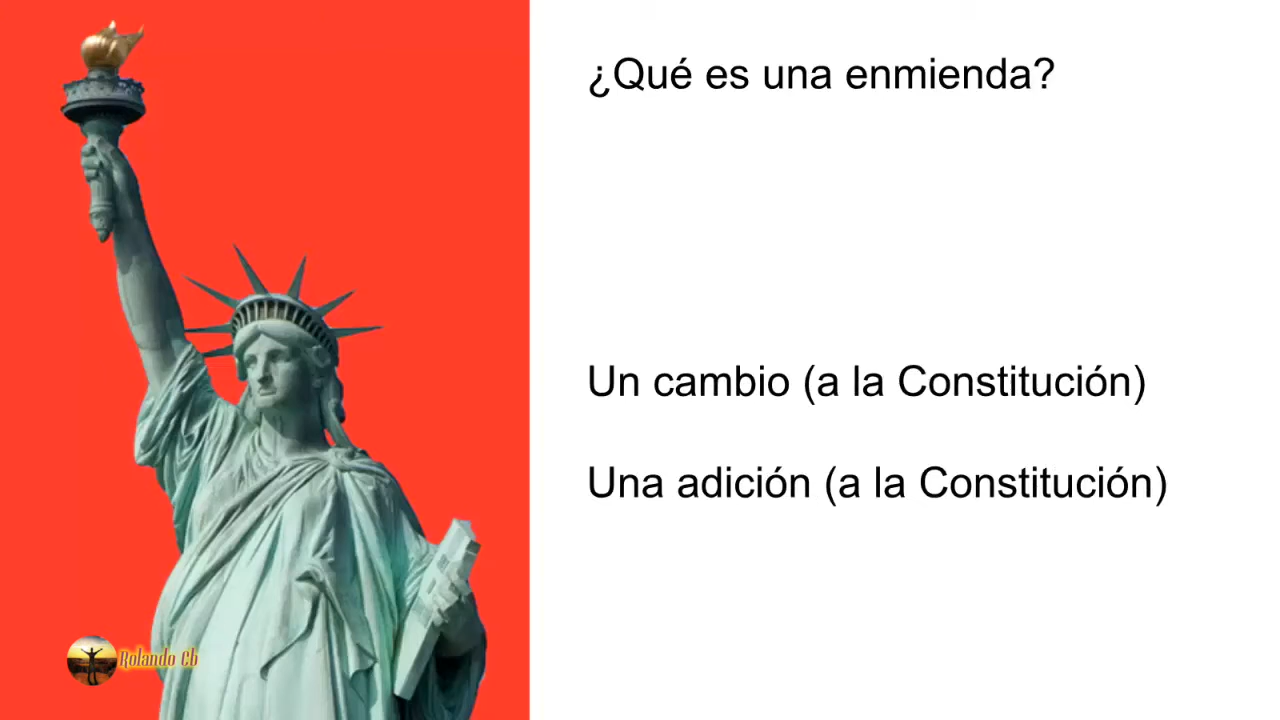 ¿Qué es una enmienda?
Un cambio (a la Constitución)
Una adición (a la Constitución)
Rolando Cb